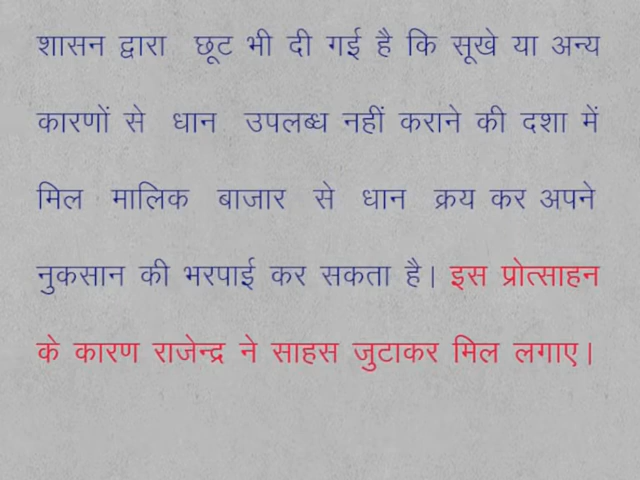 शासन द्वारा छूट भी दी गई है कि सूखे या अन्य
कारणों से धान उपलब्ध नहीं कराने की दशा में
मिल मालिक बाजार से धान क्रय कर अपने
नुकसान की भरपाई कर सकता है। इस प्रोत्साहन
के कारण राजेन्द्र ने साहस जुटाकर मिल लगाए।